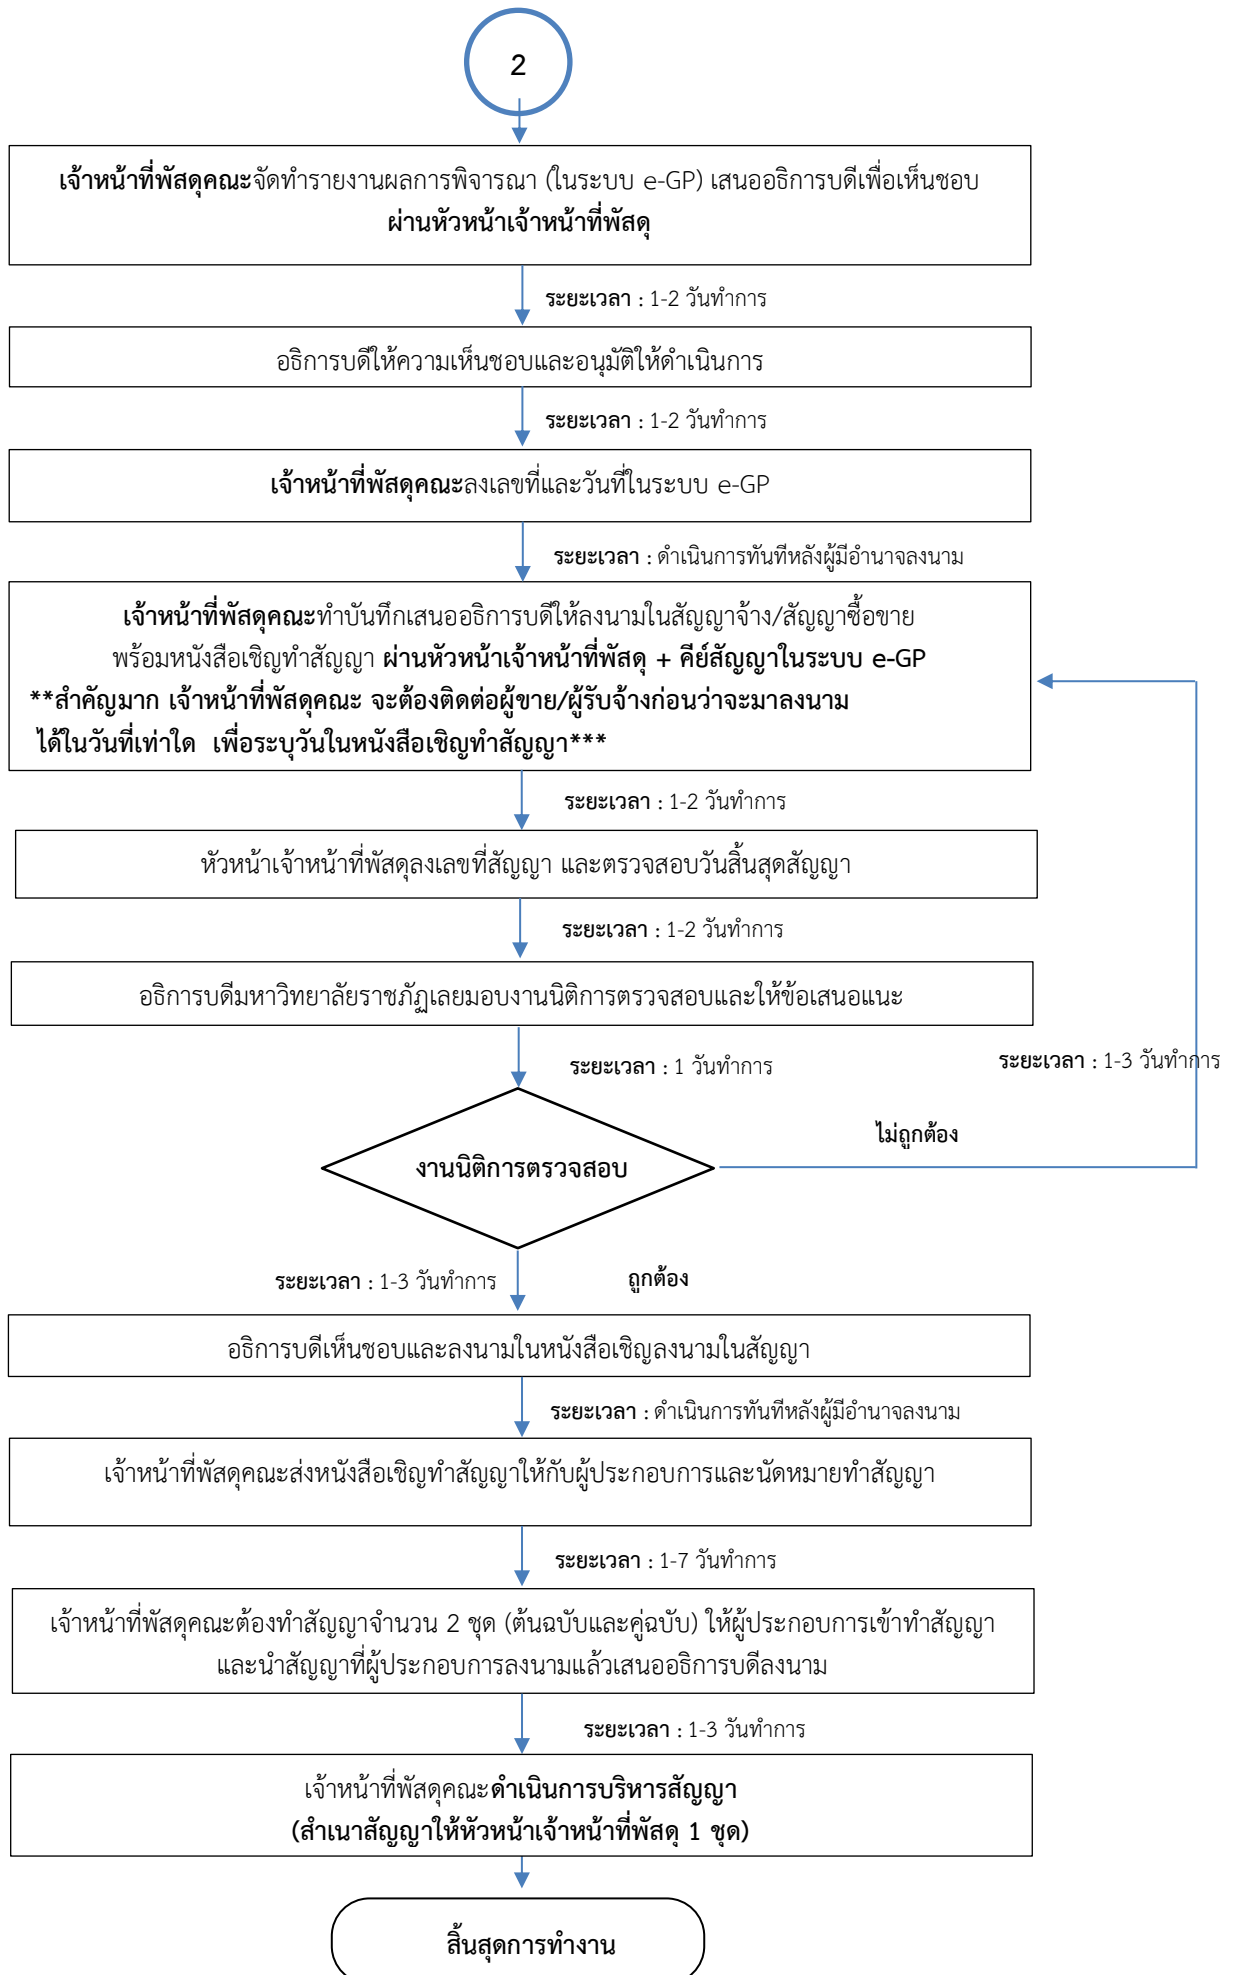 2
เจ้าหน้าที่พัสดุคณะจัดทำรายงานผลการพิจารณา (ในระบบ e-GP) เสนออธิการบดีเพื่อเห็นชอบ
ผ่านหัวหน้าเจ้าหน้าที่พัสดุ
ระยะเวลา : 1-2 วันทำการ
อธิการบดีให้ความเห็นชอบและอนุมัติให้ดำเนินการ
ระยะเวลา : 1-2 วันทำการ
เจ้าหน้าที่พัสดุคณะลงเลขที่และวันที่ในระบบ e-GP
ระยะเวลา : ดำเนินการทันทีหลังผู้มีอำนาจลงนาม
เจ้าหน้าที่พัสดุคณะทำบันทึกเสนออธิการบดีให้ลงนามในสัญญาจ้าง/สัญญาซื้อขาย
พร้อมหนังสือเชิญทำสัญญา ผ่านหัวหน้าเจ้าหน้าที่พัสดุ + คีย์สัญญาในระบบ e-GP
**สำคัญมาก เจ้าหน้าที่พัสดุคณะ จะต้องติดต่อผู้ขาย/ผู้รับจ้างก่อนว่าจะมาลงนาม
ได้ในวันที่เท่าใด เพื่อระบุวันในหนังสือเชิญทำสัญญา***
ระยะเวลา : 1-2 วันทำการ
หัวหน้าเจ้าหน้าที่พัสดุลงเลขที่สัญญา และตรวจสอบวันสิ้นสุดสัญญา
ระยะเวลา : 1-2 วันทำการ
อธิการบดีมหาวิทยาลัยราชภัฏเลยมอบงานนิติการตรวจสอบและให้ข้อเสนอแนะ
ระยะเวลา : 1 วันทำการ
ระยะเวลา : 1-3 วันทำการ
ไม่ถูกต้อง
งานนิติการตรวจสอบ
ระยะเวลา : 1-3 วันทำการ
ถูกต้อง
อธิการบดีเห็นชอบและลงนามในหนังสือเชิญลงนามในสัญญา
ระยะเวลา : ดำเนินการทันทีหลังผู้มีอำนาจลงนาม
เจ้าหน้าที่พัสดุคณะส่งหนังสือเชิญทำสัญญาให้กับผู้ประกอบการและนัดหมายทำสัญญา
ระยะเวลา : 1-7 วันทำการ
เจ้าหน้าที่พัสดุคณะต้องทำสัญญาจำนวน 2 ชุด (ต้นฉบับและคู่ฉบับ) ให้ผู้ประกอบการเข้าทำสัญญา
และนำสัญญาที่ผู้ประกอบการลงนามแล้วเสนออธิการบดีลงนาม
ระยะเวลา : 1-3 วันทำการ
เจ้าหน้าที่พัสดุคณะดำเนินการบริหารสัญญา
(สำเนาสัญญาให้หัวหน้าเจ้าหน้าที่พัสดุ 1 ชุด)
สิ้นสุดการทำงาน